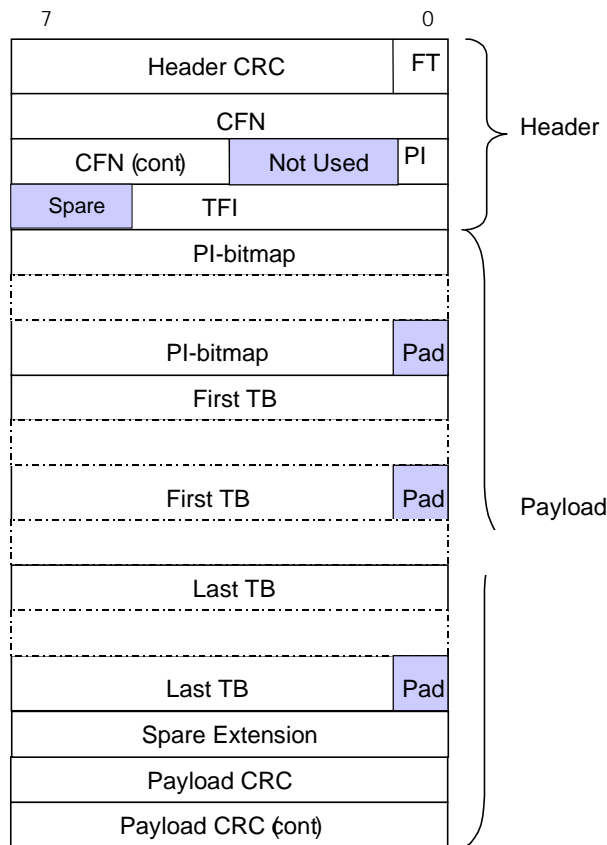 7 0
Header CRC FT
CFN
Header
CFN (cont) Not Used PI
Spare TFI
PI-bitmap
PI-bitmap Pad
First TB
First TB Pad
Payload
Last TB
Last TB Pad
Spare Extension
Payload CRC
Payload CRC (cont)